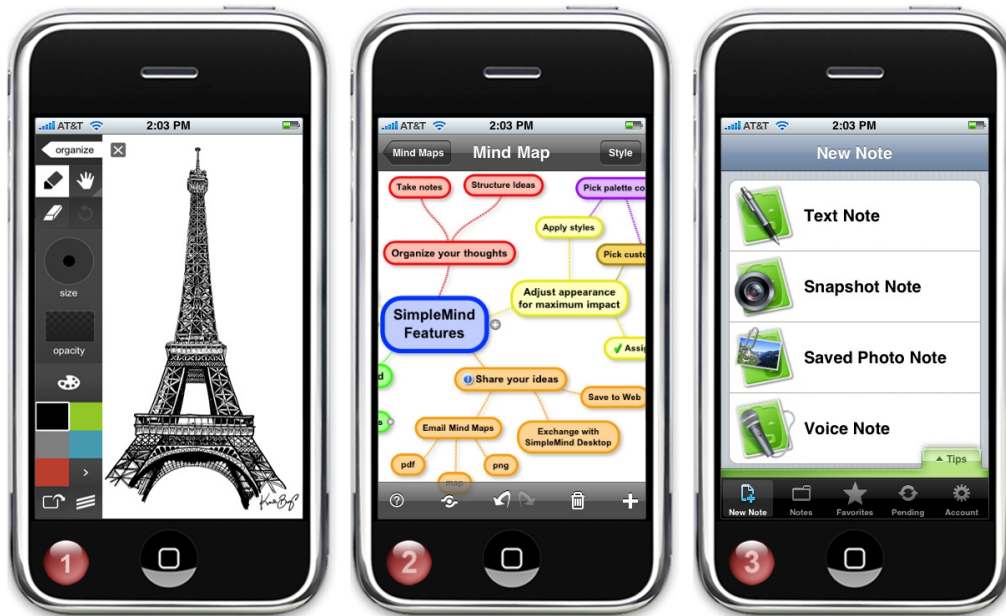 AT&T 2:03 PM
organize
size
opacity
1
AT&T 2:03 PM
Mind Maps Mind Map Style
Take notes
Structure Ideas
Pick palette co
Apply styles
Organize your thoughts
Pick custo
Adjust appearance
for maximum impact
SimpleMind
Features
Assig
d
Share your ideas
Save to Web
s
Email Mind Maps
Exchange with
SimpleMind Desktop
pdf
png
map
2
AT&T 2:03 PM
New Note
Text Note
Snapshot Note
Saved Photo Note
Voice Note
Tips
New Note Notes Favorites Pending Account
3